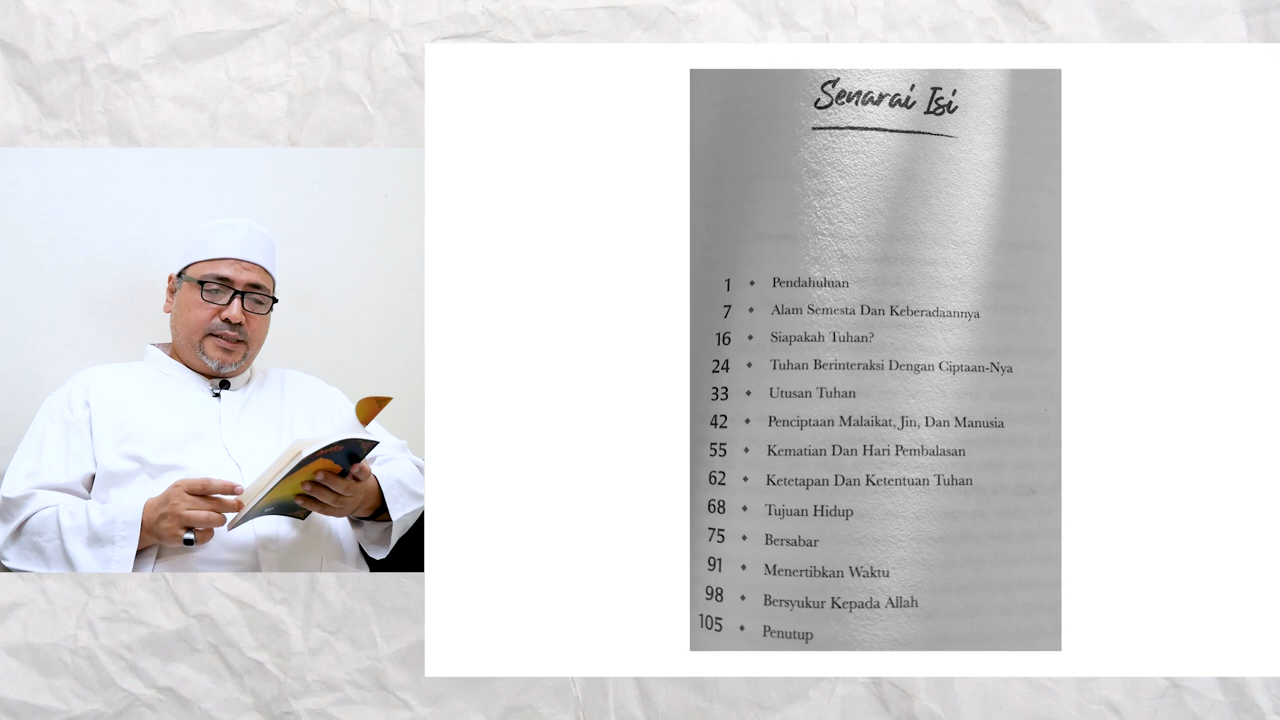 Senarai Isi
1 ♦ Pendahuluan
7 ♦ Alam Semesta Dan Keberadaannya
16 ♦ Siapakah Tuhan?
24 ♦ Tuhan Berinteraksi Dengan Ciptaan-Nya
33 ♦ Utusan Tuhan
42 ♦ Penciptaan Malaikat, Jin, Dan Manusia
55 ♦ Kematian Dan Hari Pembalasan
62 ♦ Ketetapan Dan Ketentuan Tuhan
68 ♦ Tujuan Hidup
75 ♦ Bersabar
91 ♦ Menertibkan Waktu
98 ♦ Bersyukur Kepada Allah
105 ♦ Penutup